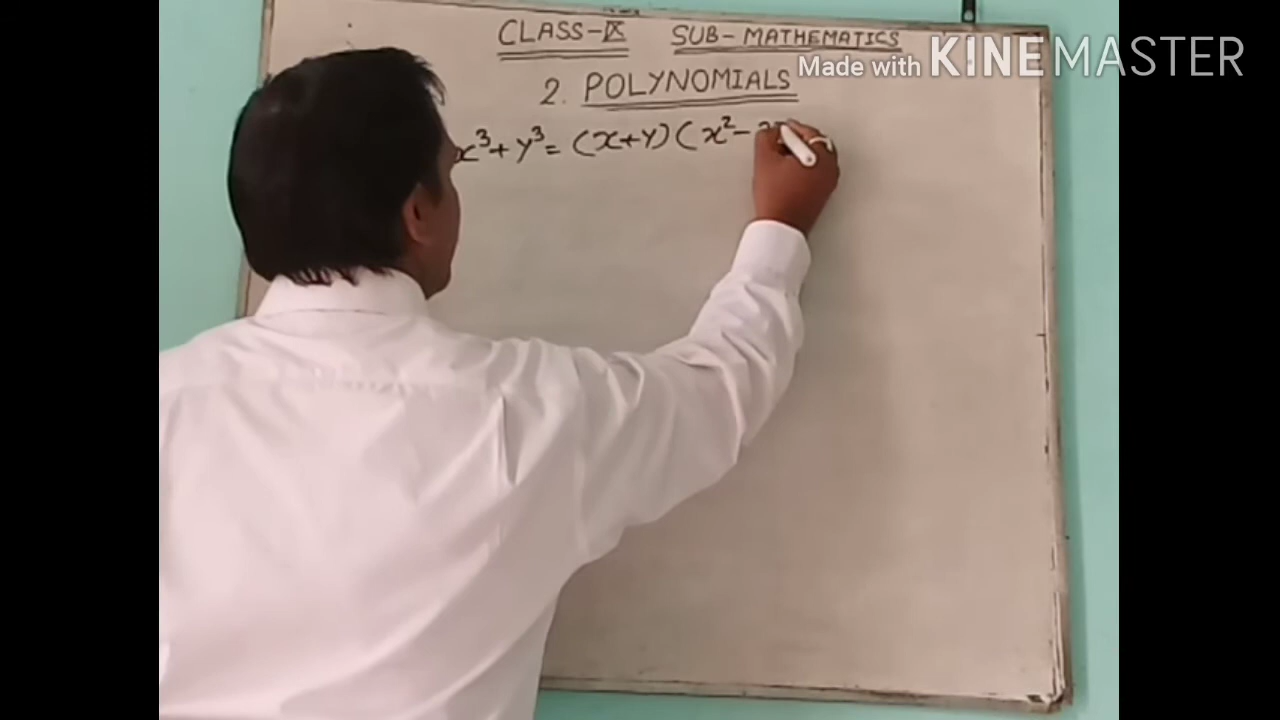 CLASS-IX SUB-MATHEMATICS
Made with KINEMASTER
2. POLYNOMIALS
x³+y³= (x+y) (x²-